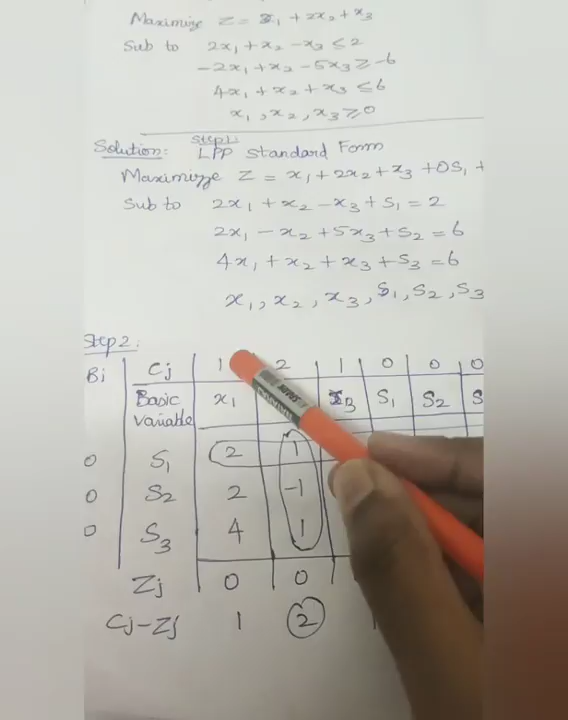 Maximize Z = x₁ + 2x₂ + x₃
Sub to 2x₁ + x₂ - x₃ ≤ 2
-2x₁ + x₂ - 5x₃ ≥ -6
4x₁ + x₂ + x₃ ≤ 6
x₁, x₂, x₃ ≥ 0
Step1:
Solution: LPP Standard Form
Maximize Z = x₁ + 2x₂ + x₃ + 0S₁ +
Sub to 2x₁ + x₂ - x₃ + S₁ = 2
2x₁ - x₂ + 5x₃ + S₂ = 6
4x₁ + x₂ + x₃ + S₃ = 6
x₁, x₂, x₃, S₁, S₂, S₃
Step 2:
Bi Cj 1 2 1 0 0 0
Basic Variable x₁ x₃ S₁ S₂ S
0 S₁ 2 1
0 S₂ 2 -1
0 S₃ 4 1
Zj 0 0
Cj-Zj 1 2